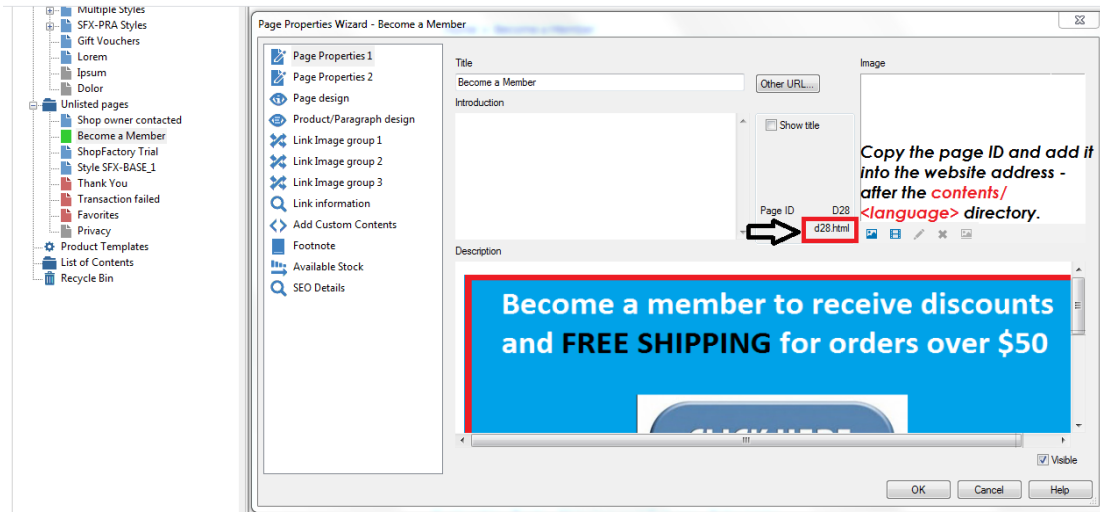 Multiple Styles
SFX-PRA Styles
Gift Vouchers
Lorem
Ipsum
Dolor
Unlisted pages
Shop owner contacted
Become a Member
ShopFactory Trial
Style SFX-BASE_1
Thank You
Transaction failed
Favorites
Privacy
Product Templates
List of Contents
Recycle Bin
Page Properties Wizard - Become a Member
Page Properties 1
Page Properties 2
Page design
Product/Paragraph design
Link Image group 1
Link Image group 2
Link Image group 3
Link information
Add Custom Contents
Footnote
Available Stock
SEO Details
Title
Become a Member
Other URL...
Introduction
Show title
Page ID D28
d28.html
Image
Copy the page ID and add it
into the website address -
after the contents/
<language> directory.
Description
Become a member to receive discounts
and FREE SHIPPING for orders over $50
CLICK HERE
Visible
OK Cancel Help